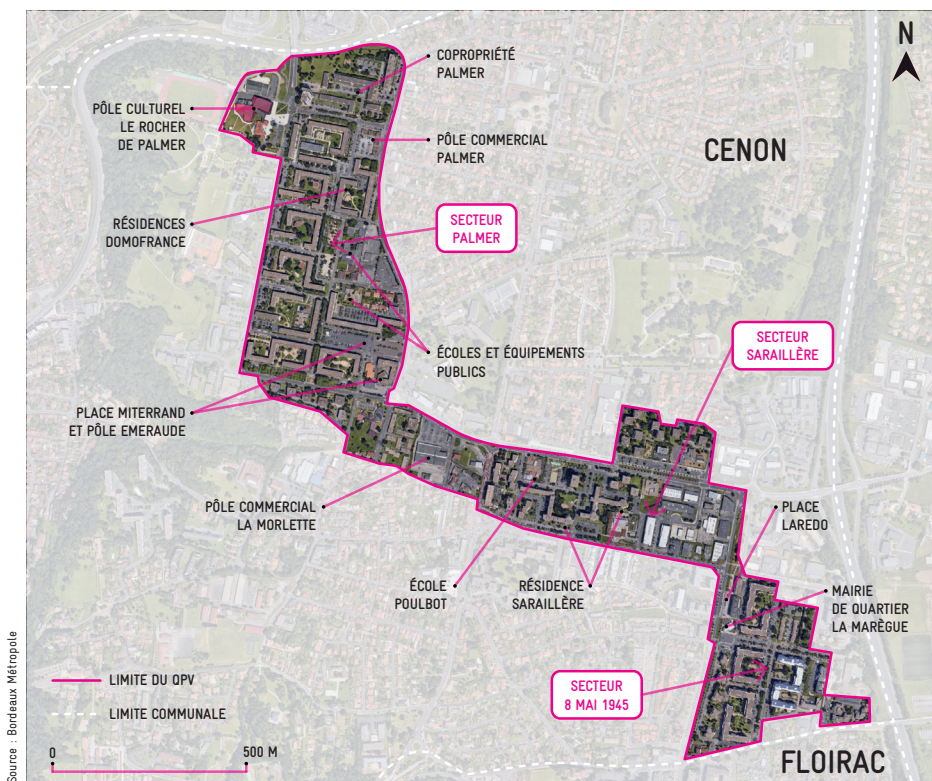 N
COPROPRIÉTÉ
PALMER
PÔLE CULTUREL
LE ROCHER
DE PALMER
PÔLE COMMERCIAL
PALMER
CENON
RÉSIDENCES
DOMOFRANCE
SECTEUR
PALMER
SECTEUR
SARAILLÈRE
ÉCOLES ET ÉQUIPEMENTS
PUBLICS
PLACE MITERRAND
ET PÔLE EMERAUDE
PÔLE COMMERCIAL
LA MORLETTE
PLACE
LAREDO
ÉCOLE
POULBOT
RÉSIDENCE
SARAILLÈRE
MAIRIE
DE QUARTIER
LA MARÈGUE
SECTEUR
8 MAI 1945
LIMITE DU QPV
LIMITE COMMUNALE
0 500 M
FLOIRAC
Source : Bordeaux Métropole